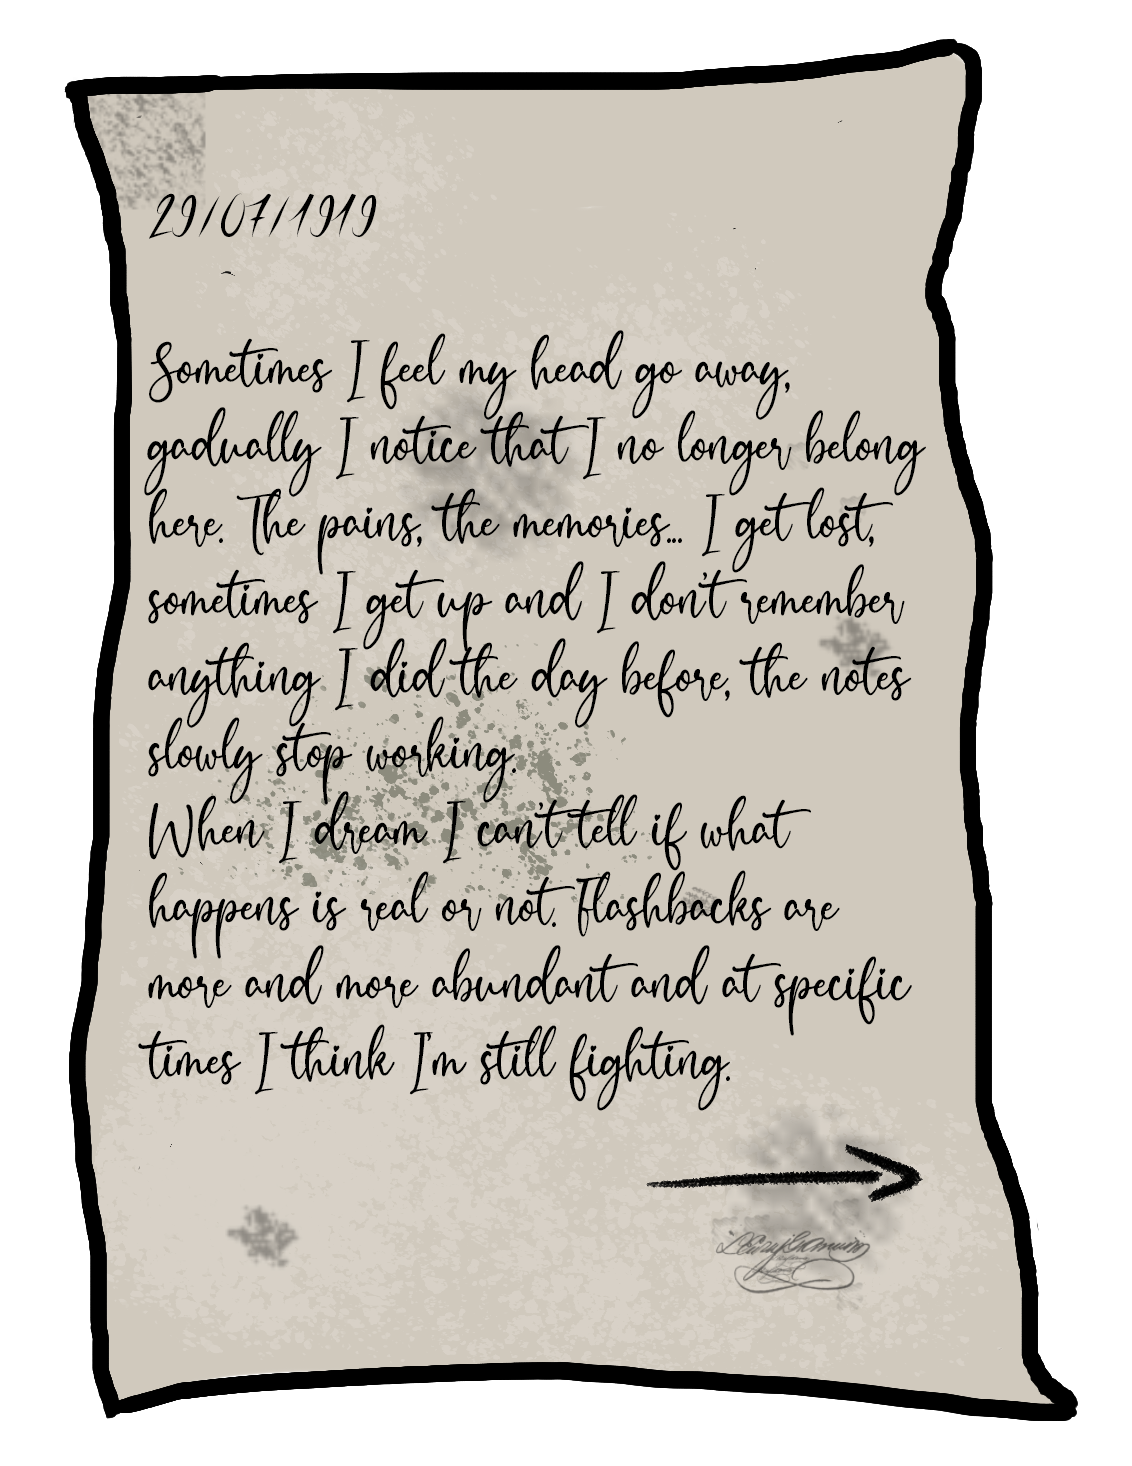 29/07/1919
Sometimes I feel my head go away,
gadually I notice that I no longer belong
here. The pains, the memories... I get lost,
sometimes I get up and I don't remember
anything I did the day before, the notes
slowly stop working.
When I dream I can't tell if what
happens is real or not. Flashbacks are
more and more abundant and at specific
times I think I'm still fighting.